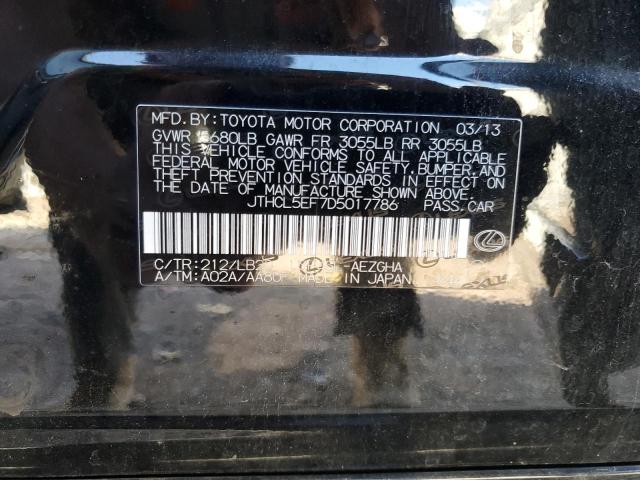 MFD.BY:TOYOTA MOTOR CORPORATION 03/13
GVWR 5680LB GAWR FR 3055LB RR 3055LB
THIS VEHICLE CONFORMS TO ALL APPLICABLE
FEDERAL MOTOR VEHICLE SAFETY,BUMPER,AND
THEFT PREVENTION STANDARDS IN EFFECT ON
THE DATE OF MANUFACTURE SHOWN ABOVE.
JTHCL5EF7D5017786 PASS.CAR
C/TR:212/LB -AEZGHA
A/TM:A02A/AA80 MADE IN JAPAN